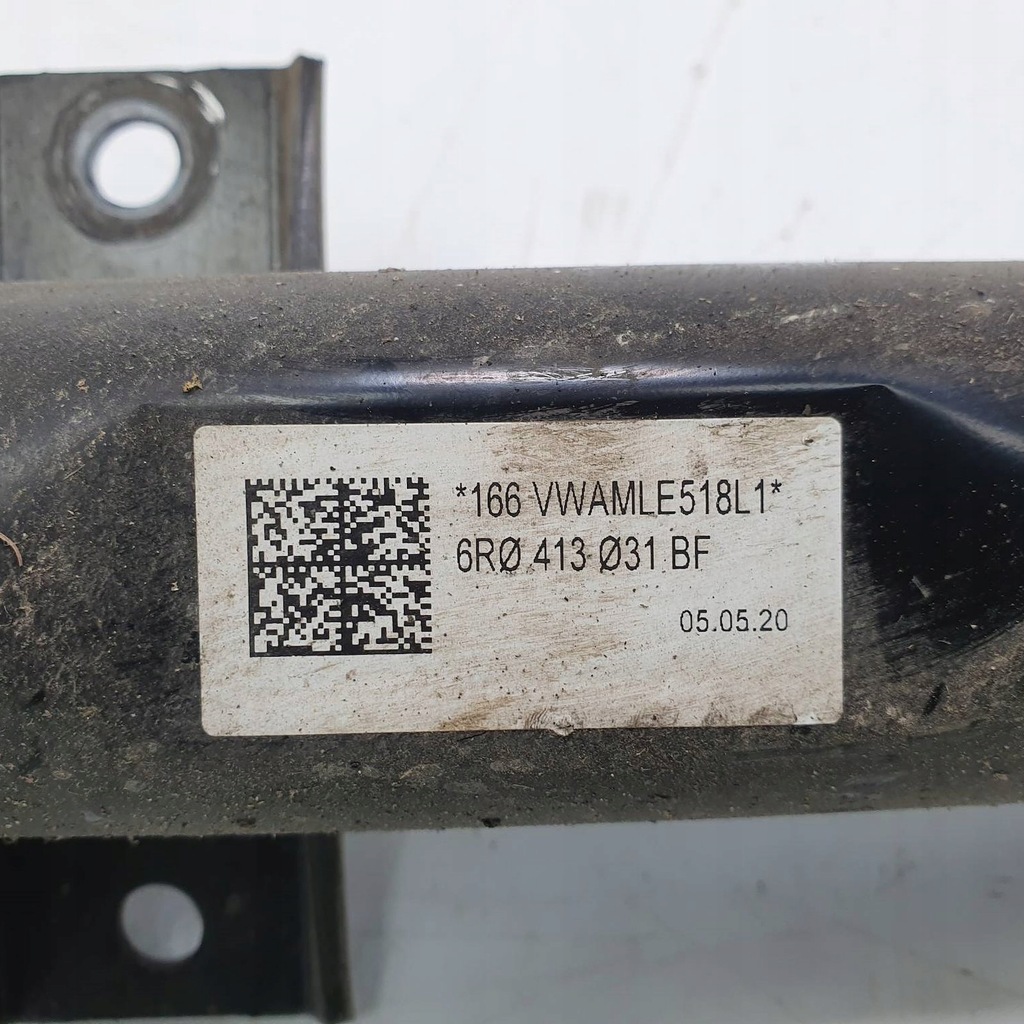 *166 VWAMLE518L1*
6RØ 413 Ø31 BF
05.05.20